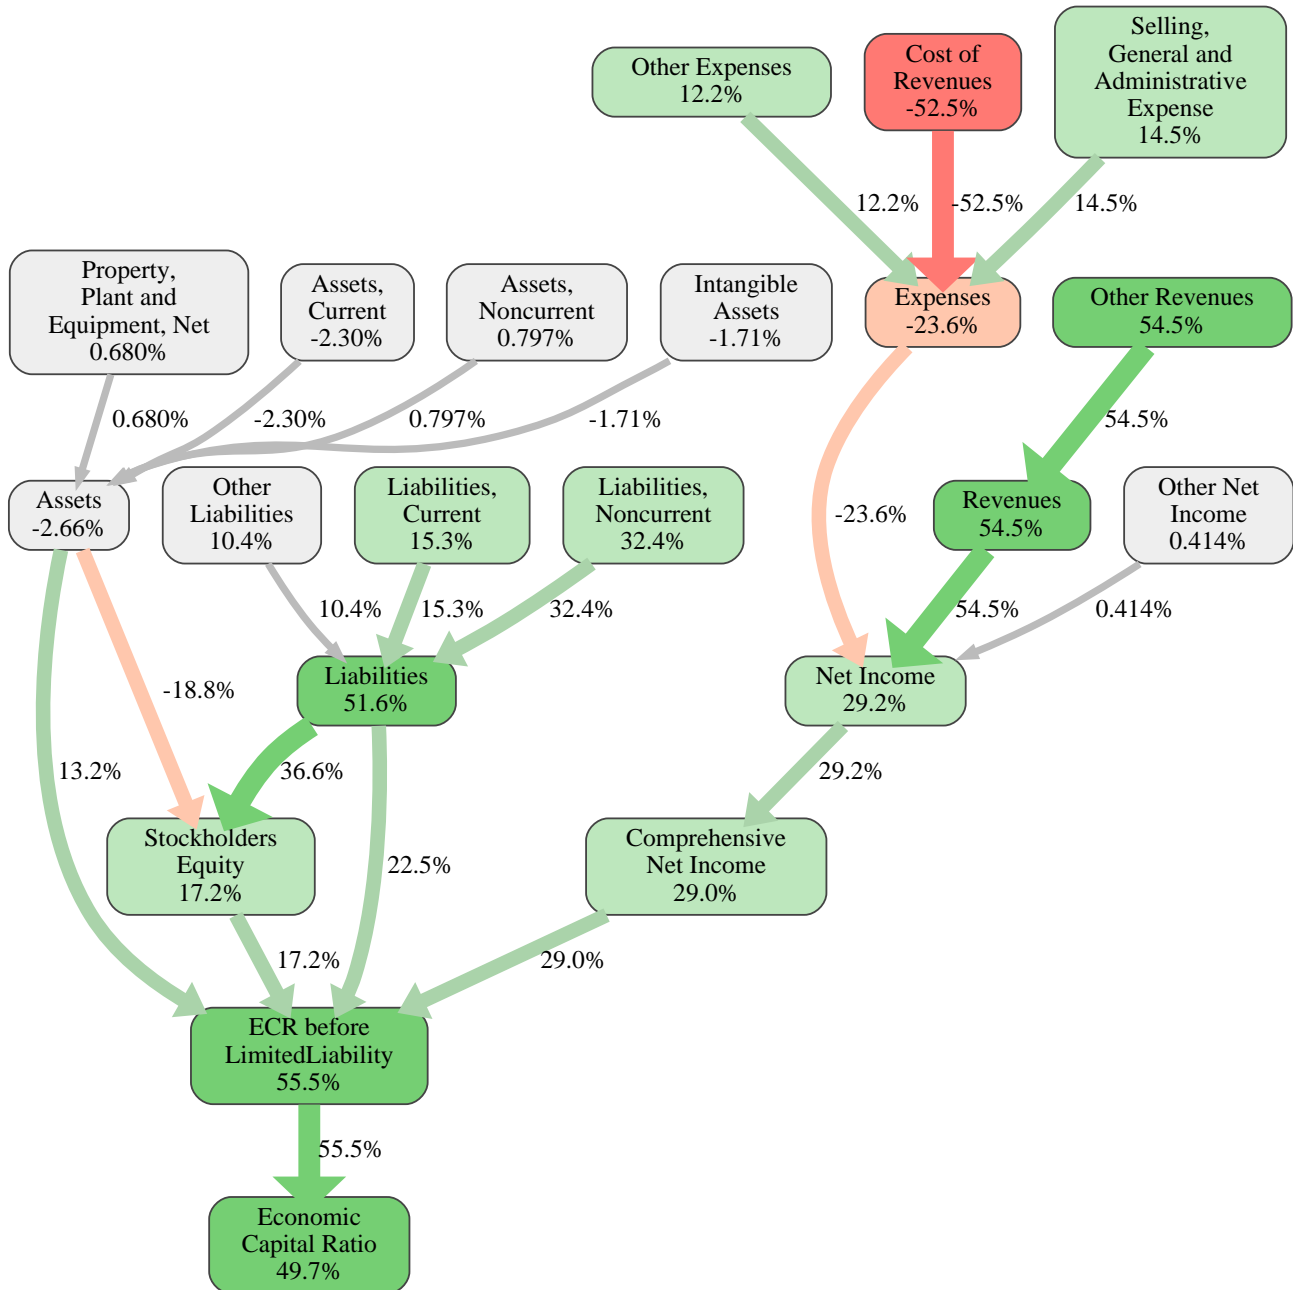 Other Expenses
12.2%
Cost of
Revenues
-52.5%
Selling,
General and
Administrative
Expense
14.5%
12.2%
-52.5%
14.5%
Property,
Plant and
Equipment, Net
0.680%
Assets,
Current
-2.30%
Assets,
Noncurrent
0.797%
Intangible
Assets
-1.71%
Expenses
-23.6%
Other Revenues
54.5%
0.680%
-2.30%
0.797%
-1.71%
54.5%
Assets
-2.66%
Other
Liabilities
10.4%
Liabilities,
Current
15.3%
Liabilities,
Noncurrent
32.4%
-23.6%
Revenues
54.5%
Other Net
Income
0.414%
10.4%
15.3%
32.4%
54.5%
0.414%
-18.8%
Liabilities
51.6%
Net Income
29.2%
13.2%
36.6%
29.2%
Stockholders
Equity
17.2%
22.5%
Comprehensive
Net Income
29.0%
17.2%
29.0%
ECR before
LimitedLiability
55.5%
55.5%
Economic
Capital Ratio
49.7%